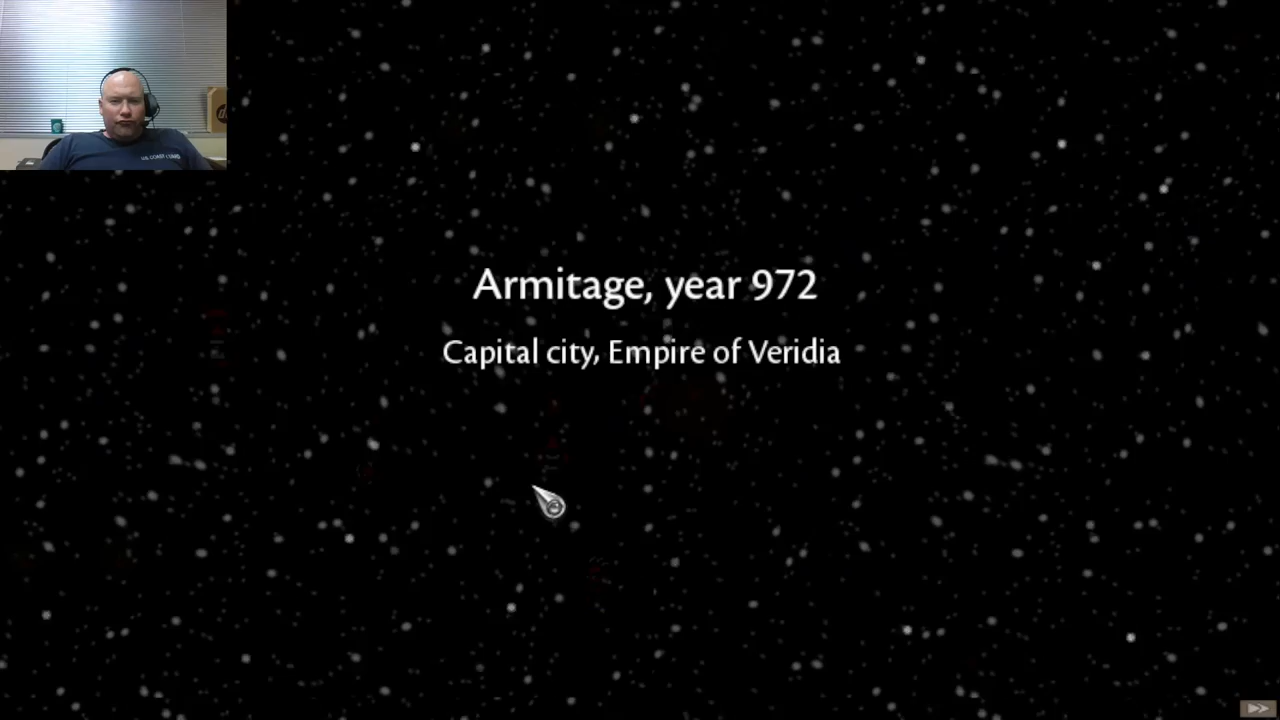 Armitage, year 972
Capital city, Empire of Veridia